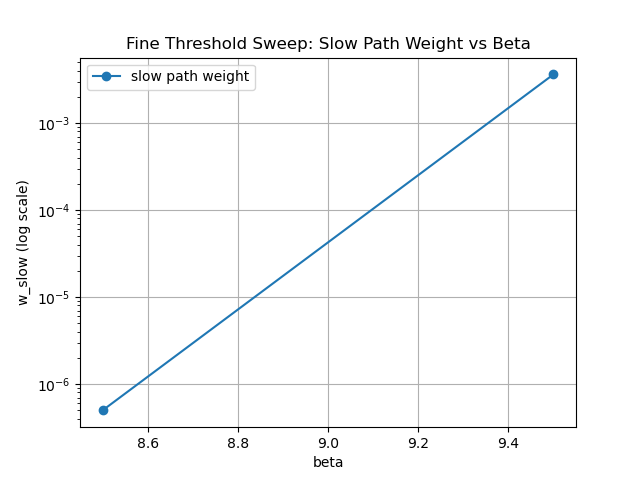 Fine Threshold Sweep: Slow Path Weight vs Beta
slow path weight
w_slow (log scale)
10⁻³
10⁻⁴
10⁻⁵
10⁻⁶
8.6 8.8 9.0 9.2 9.4
beta